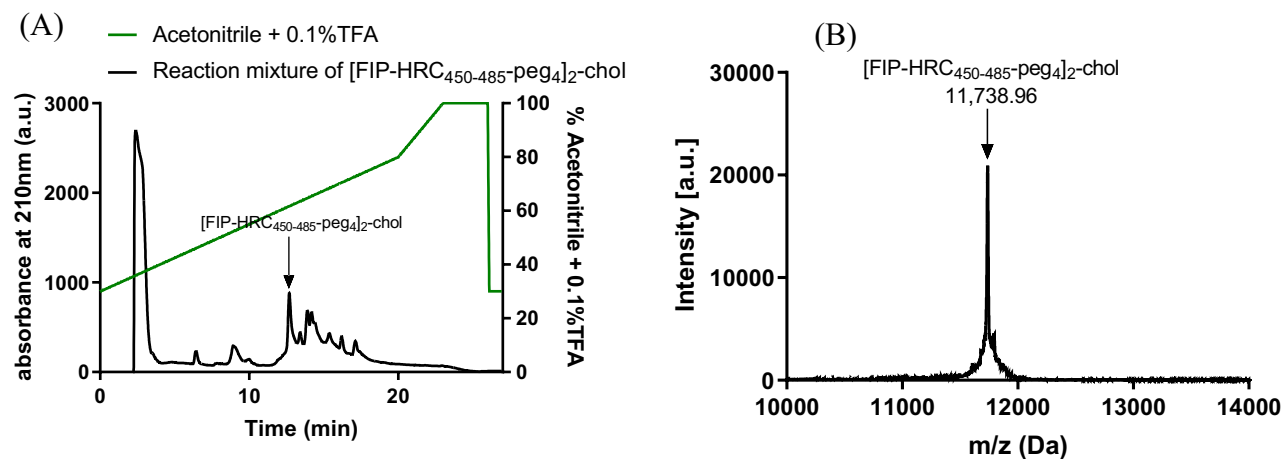 (A)
Acetonitrile + 0.1%TFA
Reaction mixture of [FIP-HRC450-485-peg4]2-chol
3000
2000
1000
0
absorbance at 210nm (a.u.)
[FIP-HRC450-485-peg4]2-chol
100
80
60
40
20
0
% Acetonitrile + 0.1%TFA
0
10
20
Time (min)
(B)
[FIP-HRC450-485-peg4]2-chol
11,738.96
30000
20000
10000
0
Intensity [a.u.]
10000
11000
12000
13000
14000
m/z (Da)